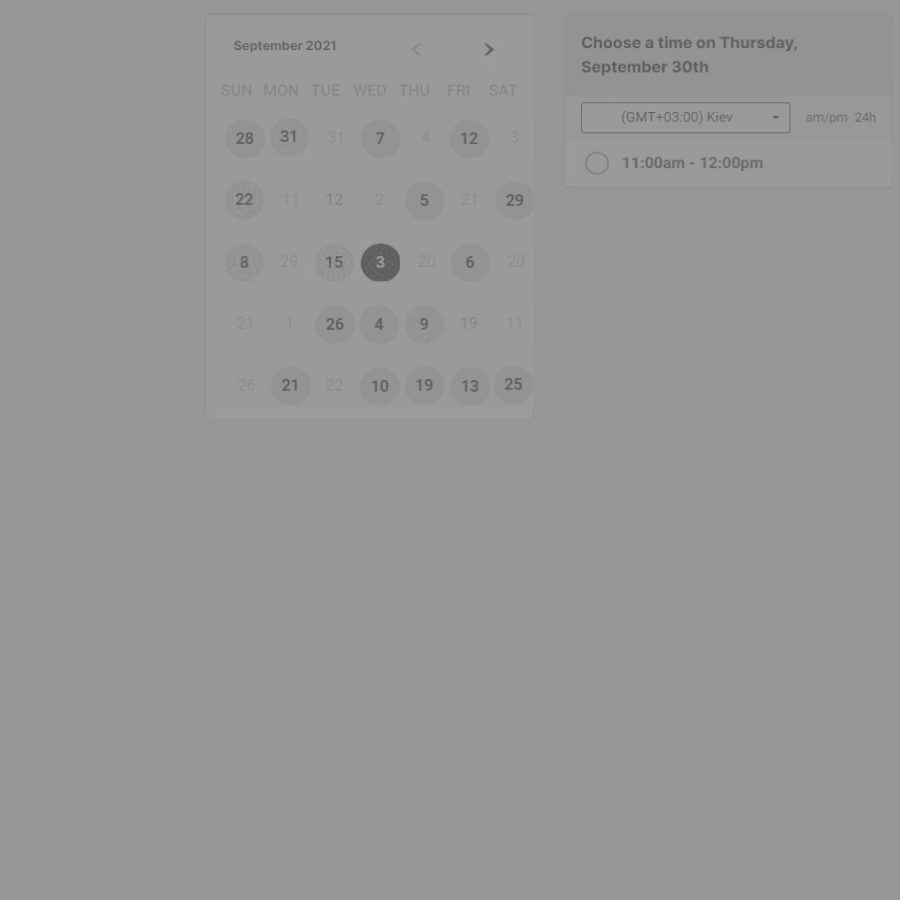 September 2021
SUN MON TUE WED THU FRI SAT
28 31 31 7 4 12 3
22 11 12 2 5 21 29
8 29 15 3 20 6 20
21 1 26 4 9 19 11
26 21 22 10 19 13 25
Choose a time on Thursday,
September 30th
(GMT+03:00) Kiev am/pm 24h
11:00am - 12:00pm